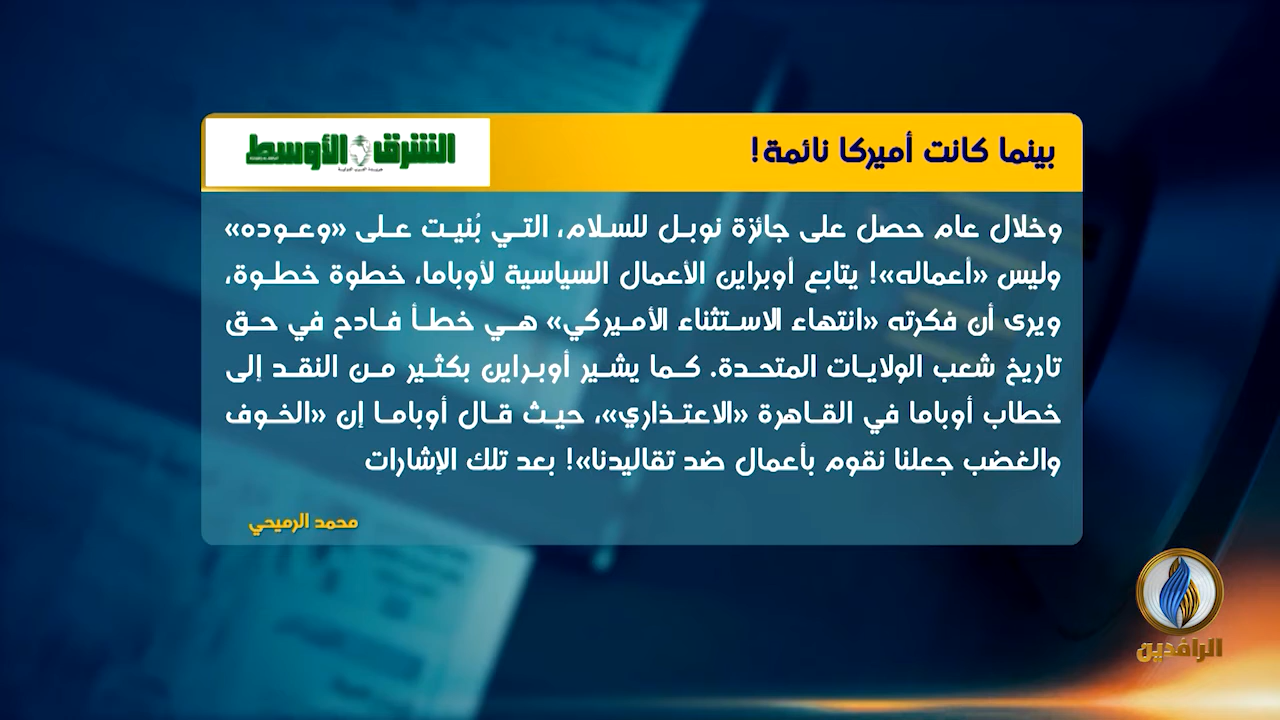 بينما كانت أميركا نائمة!
الشرق الأوسط
جريدة العرب الدولية
وخلال عام حصل على جائزة نوبل للسلام، التي بُنيت على «وعوده»
وليس «أعماله»! يتابع أوبراين الأعمال السياسية لأوباما، خطوة خطوة،
ويرى أن فكرته «انتهاء الاستثناء الأميركي» هي خطأ فادح في حق
تاريخ شعب الولايات المتحدة. كما يشير أوبراين بكثير من النقد إلى
خطاب أوباما في القاهرة «الاعتذاري»، حيث قال أوباما إن «الخوف
والغضب جعلنا نقوم بأعمال ضد تقاليدنا»! بعد تلك الإشارات
محمد الرميحي
الرافدين